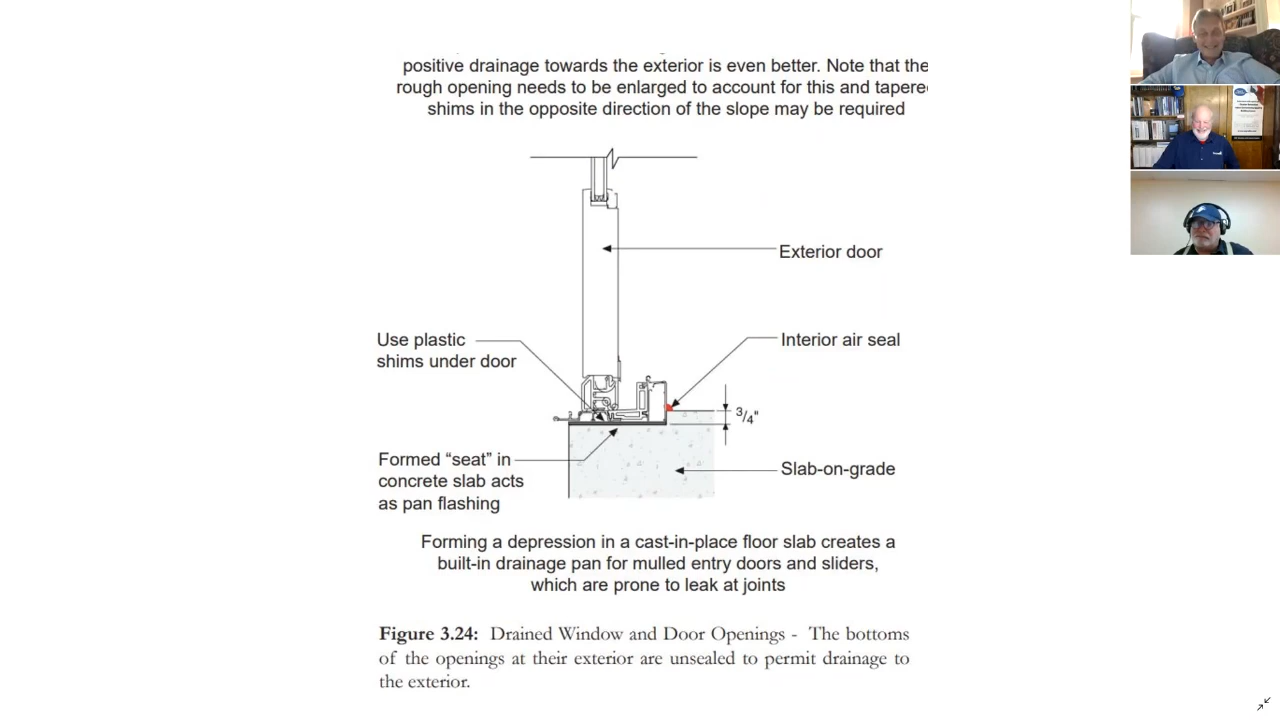 positive drainage towards the exterior is even better. Note that the
rough opening needs to be enlarged to account for this and tapere
shims in the opposite direction of the slope may be required
Exterior door
Use plastic
shims under door
Interior air seal
3/4"
Formed “seat” in
concrete slab acts
as pan flashing
Slab-on-grade
Forming a depression in a cast-in-place floor slab creates a
built-in drainage pan for mulled entry doors and sliders,
which are prone to leak at joints
Figure 3.24: Drained Window and Door Openings - The bottoms
of the openings at their exterior are unsealed to permit drainage to
the exterior.